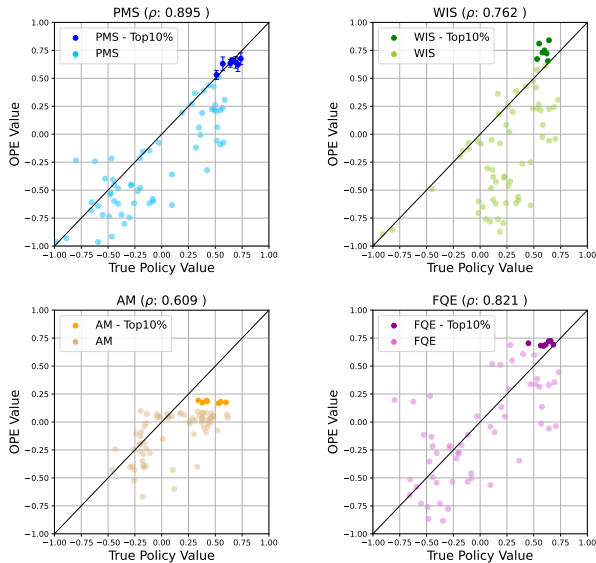 PMS (ρ: 0.895 )
1.00
0.75
0.50
0.25
0.00
−0.25
−0.50
−0.75
−1.00
OPE Value
PMS - Top10%
PMS
−1.00 −0.75 −0.50 −0.25 0.00 0.25 0.50 0.75 1.00
True Policy Value
WIS (ρ: 0.762 )
1.00
0.75
0.50
0.25
0.00
−0.25
−0.50
−0.75
−1.00
OPE Value
WIS - Top10%
WIS
−1.00 −0.75 −0.50 −0.25 0.00 0.25 0.50 0.75 1.00
True Policy Value
AM (ρ: 0.609 )
1.00
0.75
0.50
0.25
0.00
−0.25
−0.50
−0.75
−1.00
OPE Value
AM - Top10%
AM
−1.00 −0.75 −0.50 −0.25 0.00 0.25 0.50 0.75 1.00
True Policy Value
FQE (ρ: 0.821 )
1.00
0.75
0.50
0.25
0.00
−0.25
−0.50
−0.75
−1.00
OPE Value
FQE - Top10%
FQE
−1.00 −0.75 −0.50 −0.25 0.00 0.25 0.50 0.75 1.00
True Policy Value